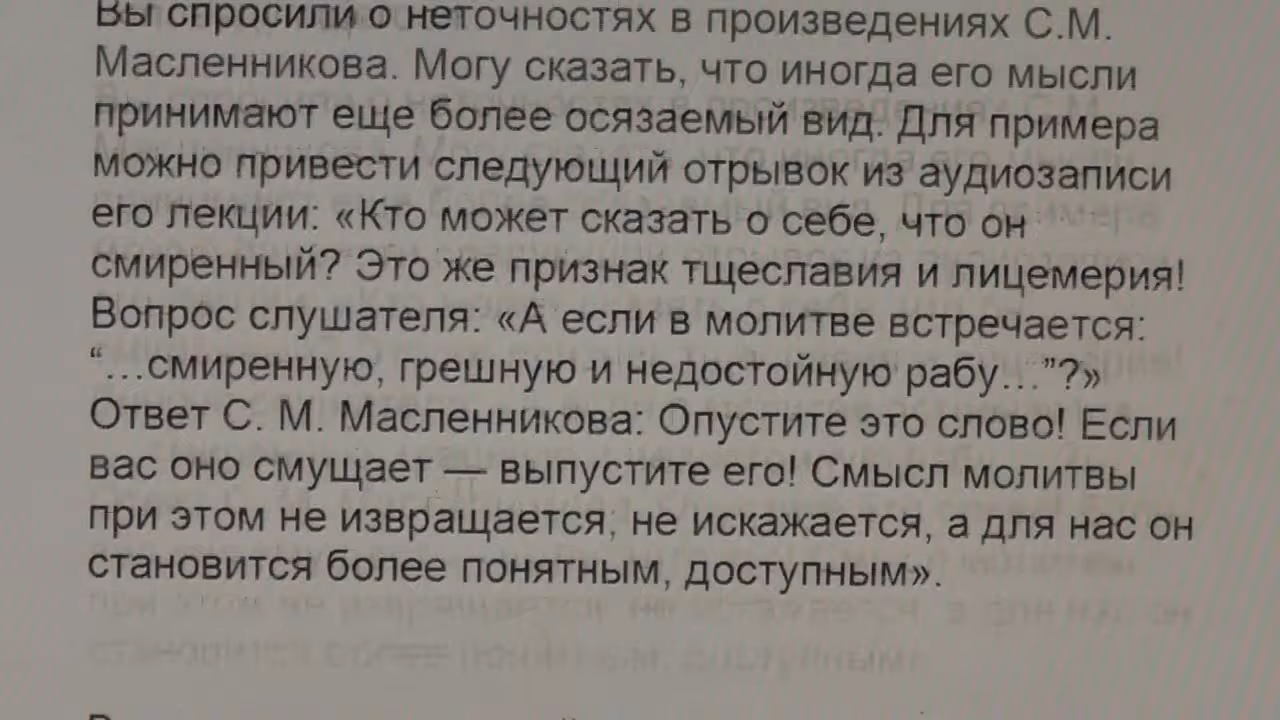 Вы спросили о неточностях в произведениях С.М.
Масленникова. Могу сказать, что иногда его мысли
принимают еще более осязаемый вид. Для примера
можно привести следующий отрывок из аудиозаписи
его лекции: «Кто может сказать о себе, что он
смиренный? Это же признак тщеславия и лицемерия!
Вопрос слушателя: «А если в молитве встречается:
“…смиренную, грешную и недостойную рабу…”?»
Ответ С. М. Масленникова: Опустите это слово! Если
вас оно смущает — выпустите его! Смысл молитвы
при этом не извращается, не искажается, а для нас он
становится более понятным, доступным».